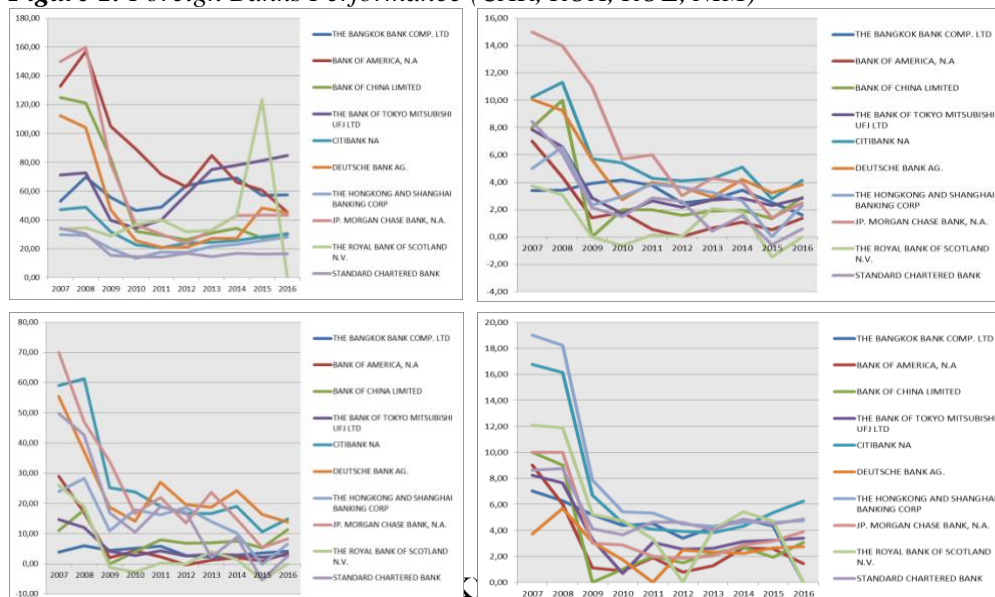 Figure Foreign Banks Performance (CAR, ROA, ROE, NIM)
180,00
160,00
140,00
120,00
100,00
80,00
60,00
40,00
20,00
0,00
2007 2008 2009 2010 2011 2012 2013 2014 2015 2016
THE BANGKOK BANK COMP. LTD
BANK OF AMERICA, N.A
BANK OF CHINA LIMITED
THE BANK OF TOKYO MITSUBISHI
UFJ LTD
CITIBANK NA
DEUTSCHE BANK AG.
THE HONGKONG AND SHANGHAI
BANKING CORP
JP. MORGAN CHASE BANK, N.A.
THE ROYAL BANK OF SCOTLAND
N.V.
STANDARD CHARTERED BANK
16,00
14,00
12,00
10,00
8,00
6,00
4,00
2,00
0,00
-2,00
-4,00
2007 2008 2009 2010 2011 2012 2013 2014 2015 2016
THE BANGKOK BANK COMP. LTD
BANK OF AMERICA, N.A
BANK OF CHINA LIMITED
THE BANK OF TOKYO MITSUBISHI
UFJ LTD
CITIBANK NA
DEUTSCHE BANK AG.
THE HONGKONG AND SHANGHAI
BANKING CORP
JP. MORGAN CHASE BANK, N.A.
THE ROYAL BANK OF SCOTLAND
N.V.
STANDARD CHARTERED BANK
80,00
70,00
60,00
50,00
40,00
30,00
20,00
10,00
0,00
-10,00
2007 2008 2009 2010 2011 2012 2013 2014 2015 2016
THE BANGKOK BANK COMP. LTD
BANK OF AMERICA, N.A
BANK OF CHINA LIMITED
THE BANK OF TOKYO MITSUBISHI
UFJ LTD
CITIBANK NA
DEUTSCHE BANK AG.
THE HONGKONG AND SHANGHAI
BANKING CORP
JP. MORGAN CHASE BANK, N.A.
THE ROYAL BANK OF SCOTLAND
N.V.
STANDARD CHARTERED BANK
20,00
18,00
16,00
14,00
12,00
10,00
8,00
6,00
4,00
2,00
0,00
2007 2008 2009 2010 2011 2012 2013 2014 2015 2016
THE BANGKOK BANK COMP. LTD
BANK OF AMERICA, N.A
BANK OF CHINA LIMITED
THE BANK OF TOKYO MITSUBISHI
UFJ LTD
CITIBANK NA
DEUTSCHE BANK AG.
THE HONGKONG AND SHANGHAI
BANKING CORP
JP. MORGAN CHASE BANK, N.A.
THE ROYAL BANK OF SCOTLAND
N.V.
STANDARD CHARTERED BANK